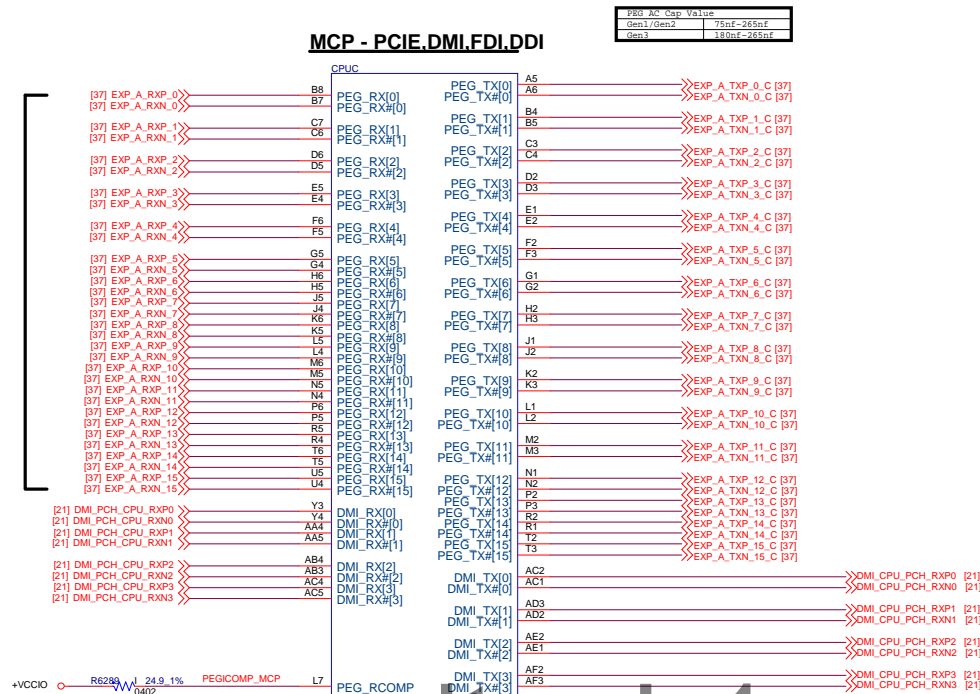 PEG AC Cap Value
Gen1/Gen2 75nf-265nf
Gen3 180nf-265nf
MCP - PCIE,DMI,FDI,DDI
CPUC
[37] EXP_A_RXP_0 B8 PEG_RX[0]
[37] EXP_A_RXN_0 B7 PEG_RX#[0]
[37] EXP_A_RXP_1 C7 PEG_RX[1]
[37] EXP_A_RXN_1 C6 PEG_RX#[1]
[37] EXP_A_RXP_2 D6 PEG_RX[2]
[37] EXP_A_RXN_2 D5 PEG_RX#[2]
[37] EXP_A_RXP_3 E5 PEG_RX[3]
[37] EXP_A_RXN_3 E4 PEG_RX#[3]
[37] EXP_A_RXP_4 F6 PEG_RX[4]
[37] EXP_A_RXN_4 F5 PEG_RX#[4]
[37] EXP_A_RXP_5 G5 PEG_RX[5]
[37] EXP_A_RXN_5 G4 PEG_RX#[5]
[37] EXP_A_RXP_6 H6 PEG_RX[6]
[37] EXP_A_RXN_6 H5 PEG_RX#[6]
[37] EXP_A_RXP_7 J5 PEG_RX[7]
[37] EXP_A_RXN_7 J4 PEG_RX#[7]
[37] EXP_A_RXP_8 K6 PEG_RX[8]
[37] EXP_A_RXN_8 K5 PEG_RX#[8]
[37] EXP_A_RXP_9 L5 PEG_RX[9]
[37] EXP_A_RXN_9 L4 PEG_RX#[9]
[37] EXP_A_RXP_10 M6 PEG_RX[10]
[37] EXP_A_RXN_10 M5 PEG_RX#[10]
[37] EXP_A_RXP_11 N5 PEG_RX[11]
[37] EXP_A_RXN_11 N4 PEG_RX#[11]
[37] EXP_A_RXP_12 P6 PEG_RX[12]
[37] EXP_A_RXN_12 P5 PEG_RX#[12]
[37] EXP_A_RXP_13 R5 PEG_RX[13]
[37] EXP_A_RXN_13 R4 PEG_RX#[13]
[37] EXP_A_RXP_14 T6 PEG_RX[14]
[37] EXP_A_RXN_14 T5 PEG_RX#[14]
[37] EXP_A_RXP_15 U5 PEG_RX[15]
[37] EXP_A_RXN_15 U4 PEG_RX#[15]
[21] DMI_PCH_CPU_RXP0 Y3 DMI_RX[0]
[21] DMI_PCH_CPU_RXN0 Y4 DMI_RX#[0]
[21] DMI_PCH_CPU_RXP1 AA4 DMI_RX[1]
[21] DMI_PCH_CPU_RXN1 AA5 DMI_RX#[1]
[21] DMI_PCH_CPU_RXP2 AB4 DMI_RX[2]
[21] DMI_PCH_CPU_RXN2 AB3 DMI_RX#[2]
[21] DMI_PCH_CPU_RXP3 AC4 DMI_RX[3]
[21] DMI_PCH_CPU_RXN3 AC5 DMI_RX#[3]
+VCCIO R6289 1 24.9_1% PEGICOMP_MCP L7 PEG_RCOMP
0402
PEG_TX[0] A5 EXP_A_TXP_0_C [37]
PEG_TX#[0] A6 EXP_A_TXN_0_C [37]
PEG_TX[1] B4 EXP_A_TXP_1_C [37]
PEG_TX#[1] B5 EXP_A_TXN_1_C [37]
PEG_TX[2] C3 EXP_A_TXP_2_C [37]
PEG_TX#[2] C4 EXP_A_TXN_2_C [37]
PEG_TX[3] D2 EXP_A_TXP_3_C [37]
PEG_TX#[3] D3 EXP_A_TXN_3_C [37]
PEG_TX[4] E1 EXP_A_TXP_4_C [37]
PEG_TX#[4] E2 EXP_A_TXN_4_C [37]
PEG_TX[5] F2 EXP_A_TXP_5_C [37]
PEG_TX#[5] F3 EXP_A_TXN_5_C [37]
PEG_TX[6] G1 EXP_A_TXP_6_C [37]
PEG_TX#[6] G2 EXP_A_TXN_6_C [37]
PEG_TX[7] H2 EXP_A_TXP_7_C [37]
PEG_TX#[7] H3 EXP_A_TXN_7_C [37]
PEG_TX[8] J1 EXP_A_TXP_8_C [37]
PEG_TX#[8] J2 EXP_A_TXN_8_C [37]
PEG_TX[9] K2 EXP_A_TXP_9_C [37]
PEG_TX#[9] K3 EXP_A_TXN_9_C [37]
PEG_TX[10] L1 EXP_A_TXP_10_C [37]
PEG_TX#[10] L2 EXP_A_TXN_10_C [37]
PEG_TX[11] M2 EXP_A_TXP_11_C [37]
PEG_TX#[11] M3 EXP_A_TXN_11_C [37]
PEG_TX[12] N1 EXP_A_TXP_12_C [37]
PEG_TX#[12] N2 EXP_A_TXN_12_C [37]
PEG_TX[13] P2 EXP_A_TXP_13_C [37]
PEG_TX#[13] P3 EXP_A_TXN_13_C [37]
PEG_TX[14] R2 EXP_A_TXP_14_C [37]
PEG_TX#[14] R1 EXP_A_TXN_14_C [37]
PEG_TX[15] T2 EXP_A_TXP_15_C [37]
PEG_TX#[15] T3 EXP_A_TXN_15_C [37]
DMI_TX[0] AC2 DMI_CPU_PCH_RXP0 [21]
DMI_TX#[0] AC1 DMI_CPU_PCH_RXN0 [21]
DMI_TX[1] AD3 DMI_CPU_PCH_RXP1 [21]
DMI_TX#[1] AD2 DMI_CPU_PCH_RXN1 [21]
DMI_TX[2] AE2 DMI_CPU_PCH_RXP2 [21]
DMI_TX#[2] AE1 DMI_CPU_PCH_RXN2 [21]
DMI_TX[3] AF2 DMI_CPU_PCH_RXP3 [21]
DMI_TX#[3] AF3 DMI_CPU_PCH_RXN3 [21]